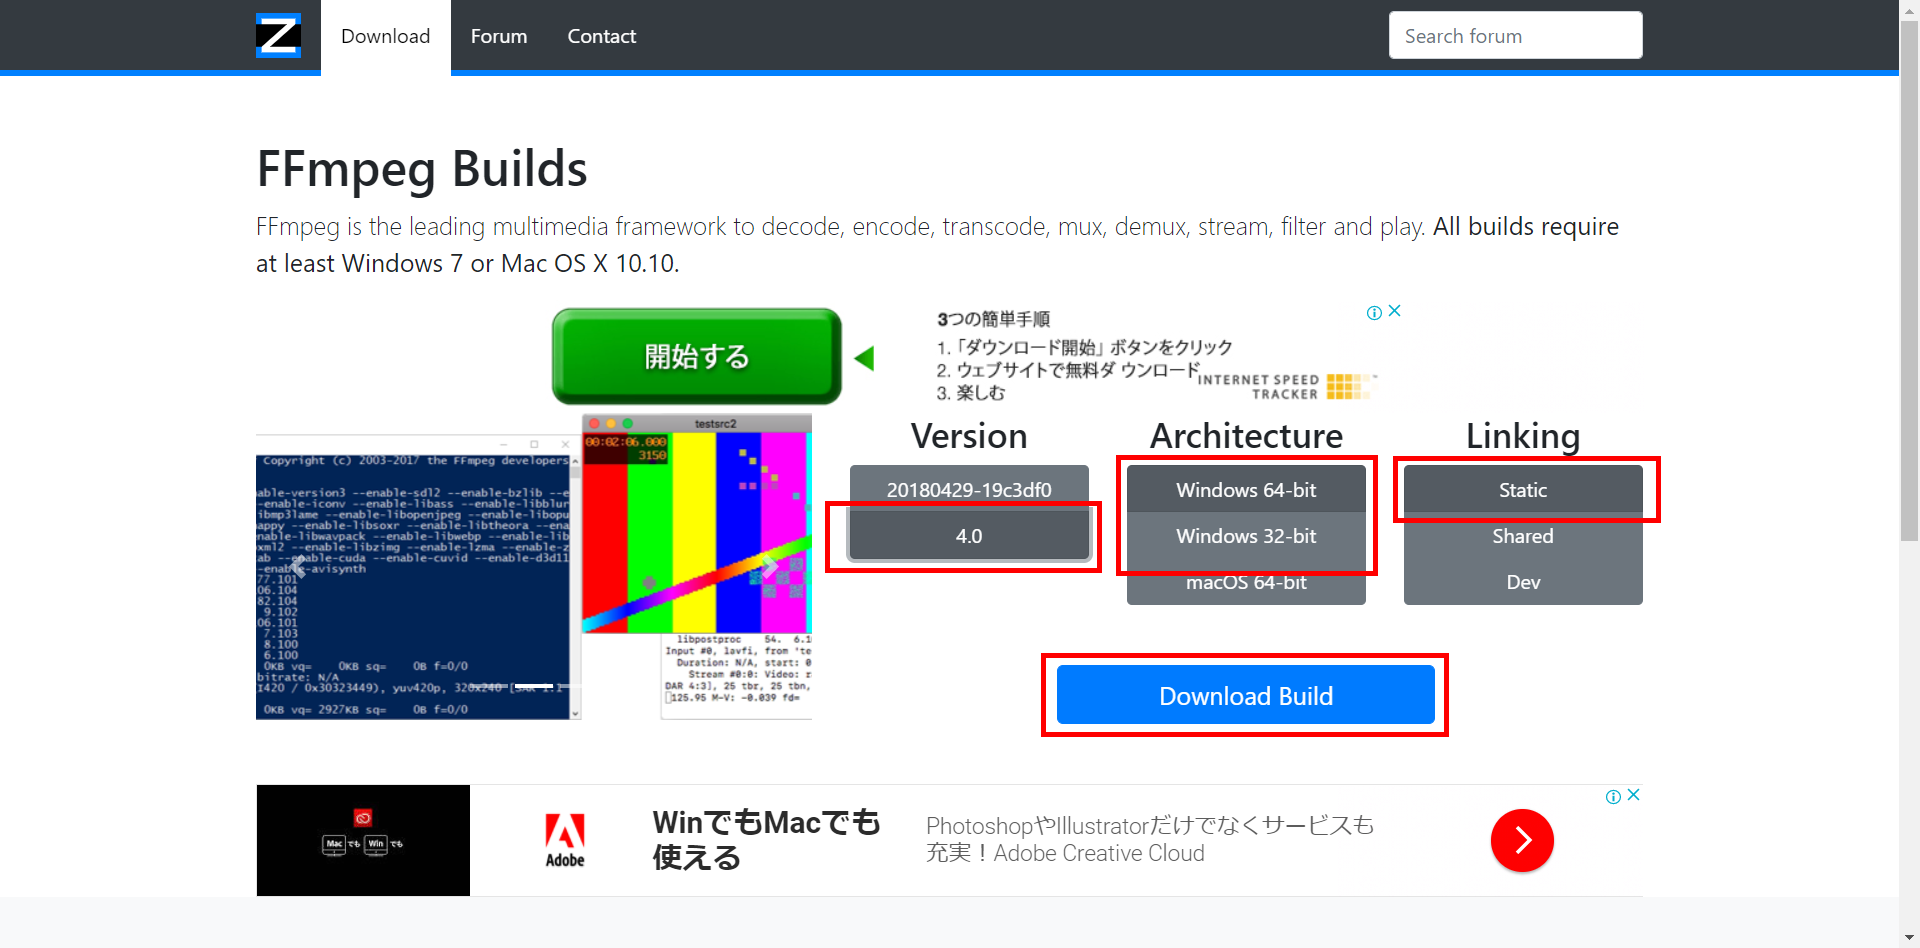 Z
Download
Forum
Contact
Search forum
FFmpeg Builds
FFmpeg is the leading multimedia framework to decode, encode, transcode, mux, demux, stream, filter and play. All builds require
at least Windows 7 or Mac OS X 10.10.
開始する
3つの簡単手順
1.「ダウンロード開始」ボタンをクリック
2. ウェブサイトで無料ダ ウンロード
3. 楽しむ
INTERNET SPEED
TRACKER
Copyright (c) 2003-2017 the FFmpeg developers
able-version3 --enable-sdl2 --enable-bzlib --e
-enable-iconv --enable-libass --enable-libblur
ibmp3lame --enable-libopenjpeg --enable-libopu
appy --enable-libsoxr --enable-libtheora --enab
nable-libwavpack --enable-libwebp --enable-lib
xml2 --enable-libzimg --enable-lzma --enable-z
ab --enable-cuda --enable-cuvid --enable-d3d11
-enable-avisynth
77.101
06.104
82.104
9.102
06.101
7.103
8.100
6.100
0KB vq= 0KB sq= 0B f=0/0
bitrate: N/A
I420 / 0x30323449), yuv420p, 320x240 [SAR 1:1
0KB vq= 2927KB sq= 0B f=0/0
testsrc2
00:02:06.000
3150
libpostproc 54. 6.1
Input #0, lavfi, from 'te
Duration: N/A, start: 0
Stream #0:0: Video: r
DAR 4:3], 25 tbr, 25 tbn,
125.95 M-V: -0.039 fd=
Version
20180429-19c3df0
4.0
Architecture
Windows 64-bit
Windows 32-bit
macOS 64-bit
Linking
Static
Shared
Dev
Download Build
Mac でも Win でも
Adobe
WinでもMacでも
使える
PhotoshopやIllustratorだけでなくサービスも
充実！Adobe Creative Cloud